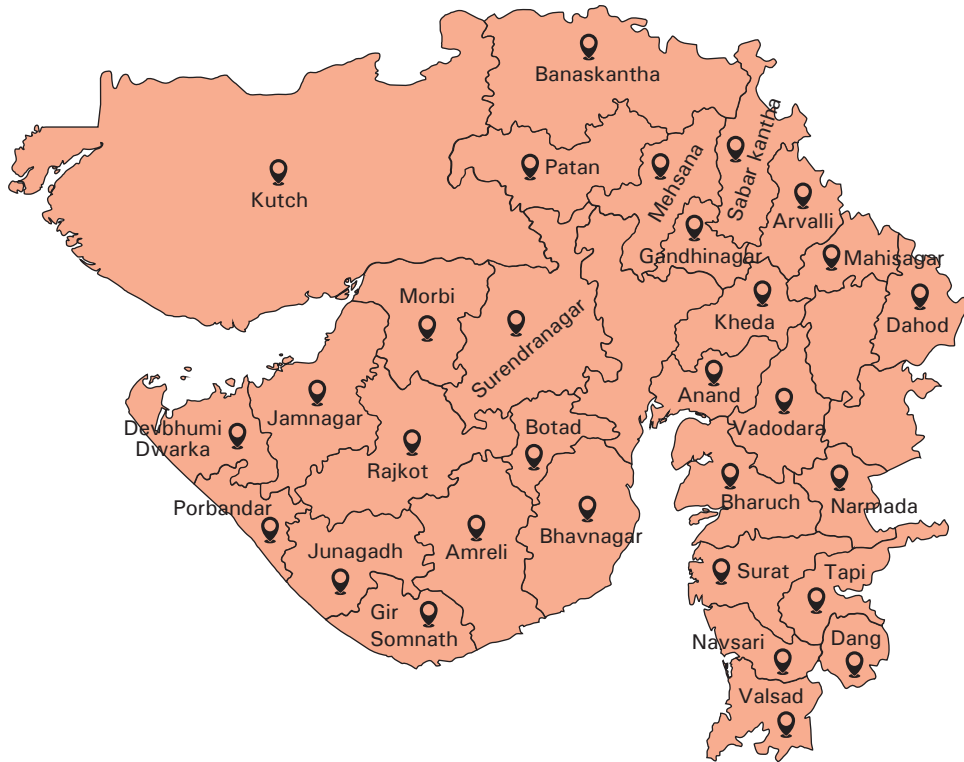 Banaskantha
Patan
Mehsana
Sabar kantha
Kutch
Arvalli
Gandhinagar
Mahisagar
Morbi
Surendranagar
Kheda
Dahod
Jamnagar
Anand
Vadodara
Devbhumi
Dwarka
Rajkot
Botad
Bharuch
Narmada
Porbandar
Junagadh
Amreli
Bhavnagar
Surat
Tapi
Gir
Somnath
Navsari
Dang
Valsad